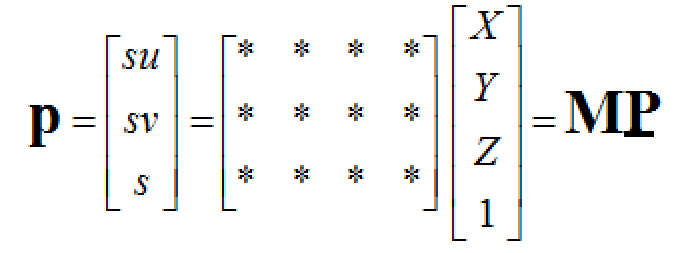 p = [su sv s] = [* * * * * * * * * * * *] [X Y Z 1] = MP